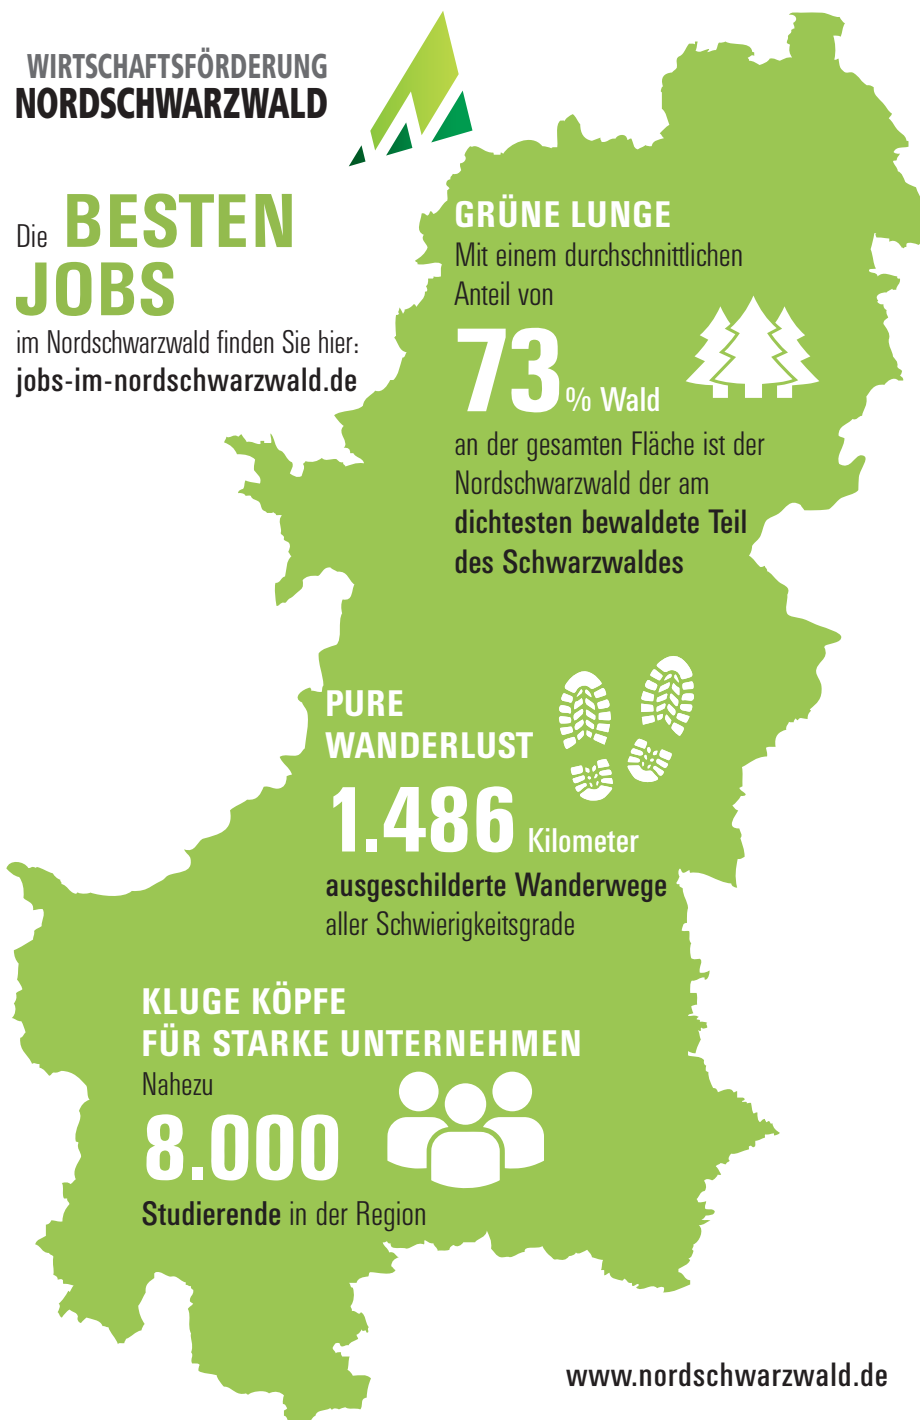 WIRTSCHAFTSFÖRDERUNG
NORDSCHWARZWALD
Die BESTEN
JOBS
im Nordschwarzwald finden Sie hier:
jobs-im-nordschwarzwald.de
GRÜNE LUNGE
Mit einem durchschnittlichen
Anteil von
73 % Wald
an der gesamten Fläche ist der
Nordschwarzwald der am
dichtesten bewaldete Teil
des Schwarzwaldes
PURE
WANDERLUST
1.486 Kilometer
ausgeschilderte Wanderwege
aller Schwierigkeitsgrade
KLUGE KÖPFE
FÜR STARKE UNTERNEHMEN
Nahezu
8.000
Studierende in der Region
www.nordschwarzwald.de